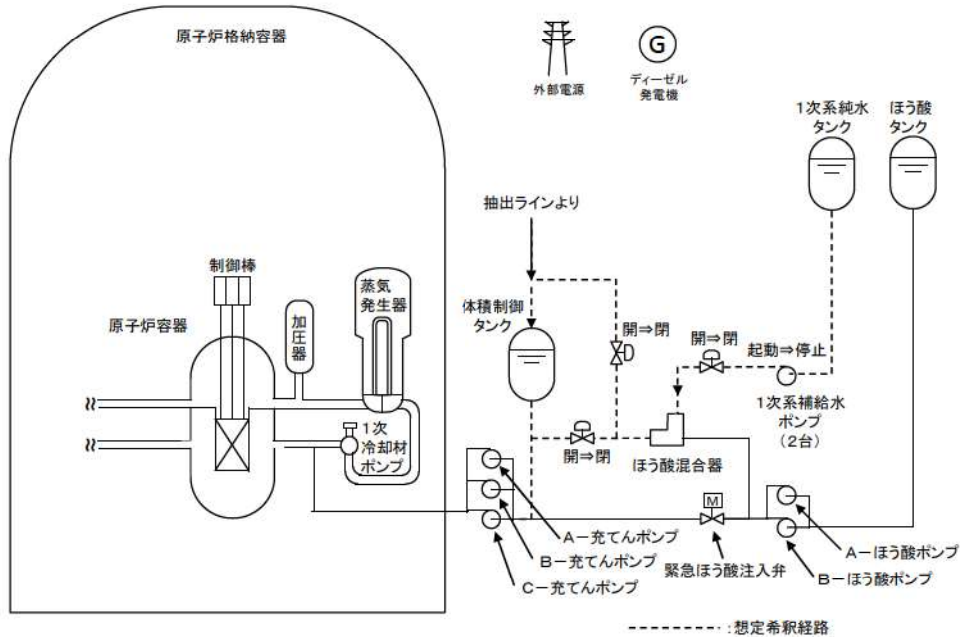 原子炉格納容器
外部電源
G
ディーゼル
発電機
1次系純水
タンク
ほう酸
タンク
抽出ラインより
制御棒
蒸気
発生器
加圧器
原子炉容器
体積制御
タンク
開⇒閉
開⇒閉
起動⇒停止
1次系補給水
ポンプ
(2台)
1次
冷却材
ポンプ
開⇒閉
ほう酸混合器
M
A-充てんポンプ
B-充てんポンプ
C-充てんポンプ
緊急ほう酸注入弁
A-ほう酸ポンプ
B-ほう酸ポンプ
:想定希釈経路